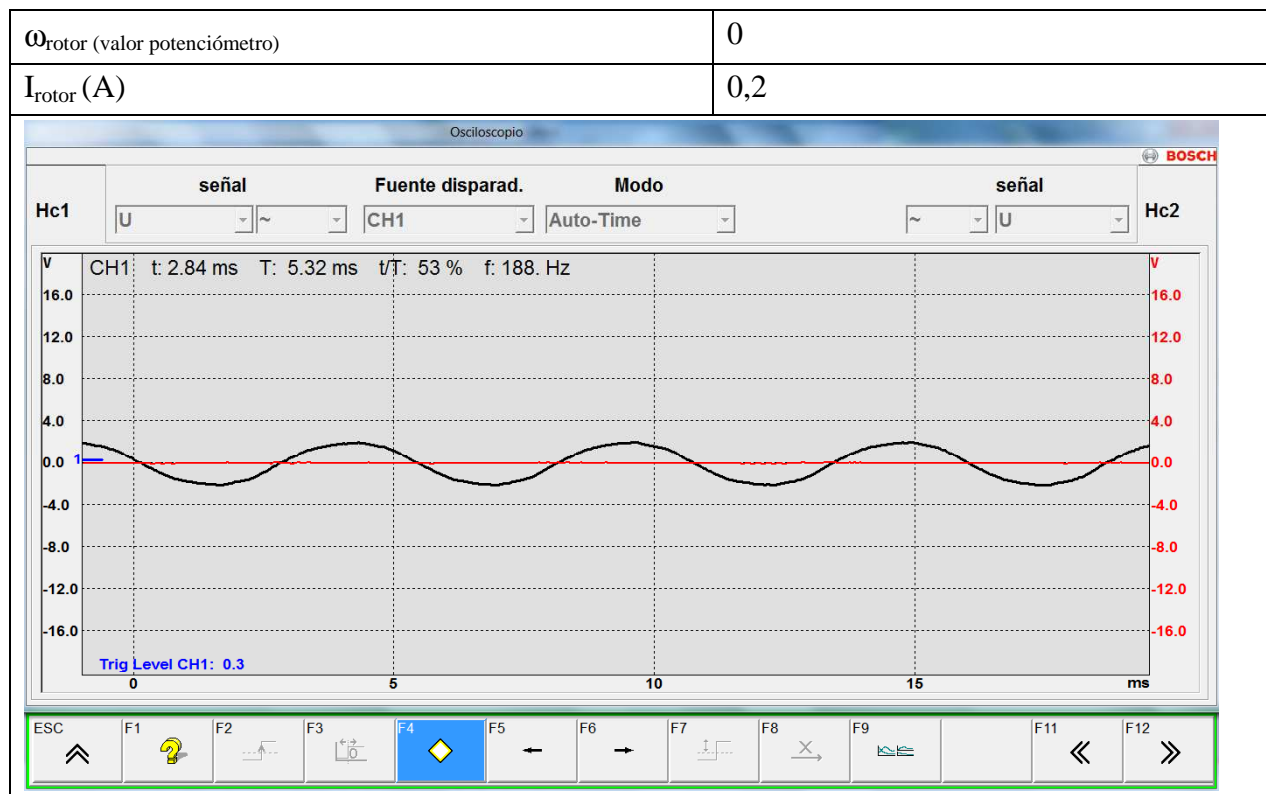 ωrotor (valor potenciómetro) 0
Irotor (A) 0,2
Osciloscopio
BOSCH
señal Fuente disparad. Modo señal
Hc1 U ~ CH1 Auto-Time ~ U Hc2
V CH1 t: 2.84 ms T: 5.32 ms t/T: 53 % f: 188. Hz V
16.0 16.0
12.0 12.0
8.0 8.0
4.0 4.0
0.0 1 0.0
-4.0 -4.0
-8.0 -8.0
-12.0 -12.0
-16.0 -16.0
Trig Level CH1: 0.3
0 5 10 15 ms
ESC F1 F2 F3 F4 F5 F6 F7 F8 F9 F11 F12